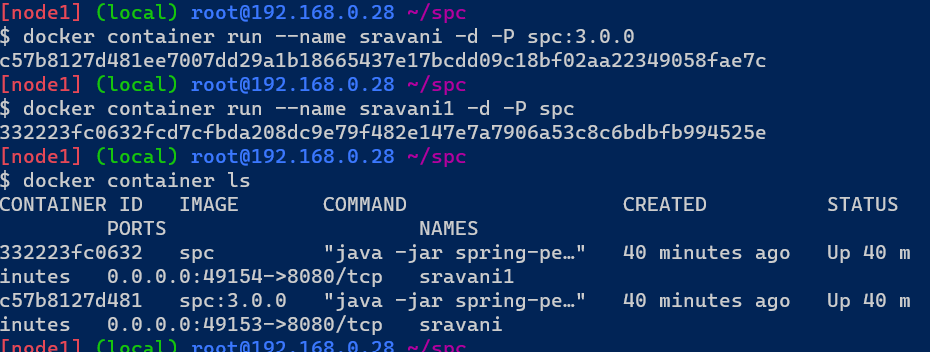 [node1] (local) root@192.168.0.28 ~/spc
$ docker container run --name sravani -d -P spc:3.0.0
c57b8127d481ee7007dd29a1b18665437e17bcdd09c18bf02aa22349058fae7c
[node1] (local) root@192.168.0.28 ~/spc
$ docker container run --name sravani1 -d -P spc
332223fc0632fcd7cfbda208dc9e79f482e147e7a7906a53c8c6bdbfb994525e
[node1] (local) root@192.168.0.28 ~/spc
$ docker container ls
CONTAINER ID   IMAGE       COMMAND                  CREATED          STATUS
         PORTS                     NAMES
332223fc0632   spc         "java -jar spring-pe…"   40 minutes ago   Up 40 m
inutes   0.0.0.0:49154->8080/tcp   sravani1
c57b8127d481   spc:3.0.0   "java -jar spring-pe…"   40 minutes ago   Up 40 m
inutes   0.0.0.0:49153->8080/tcp   sravani
[node1] (local) root@192.168.0.28 ~/spc